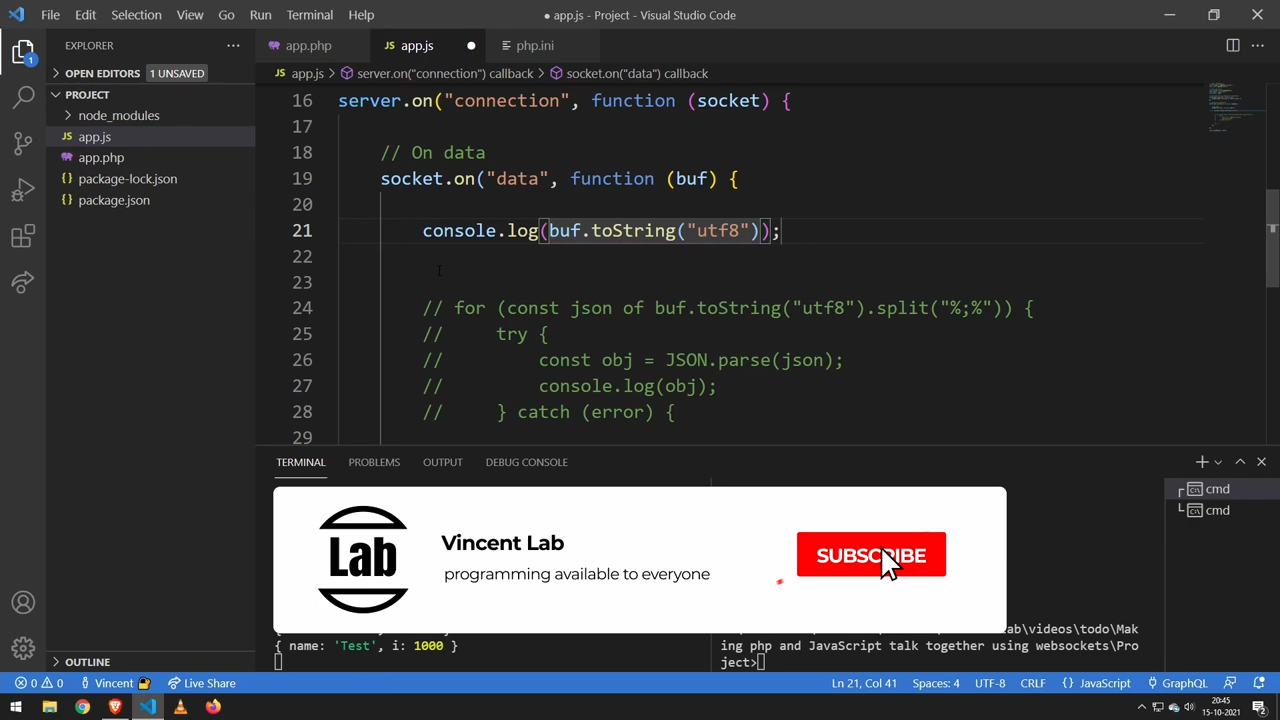 File Edit Selection View Go Run Terminal Help
● app.js - Project - Visual Studio Code
EXPLORER
app.php
JS app.js
php.ini
OPEN EDITORS 1 UNSAVED
JS app.js > server.on("connection") callback > socket.on("data") callback
PROJECT
node_modules
JS app.js
app.php
{} package-lock.json
{} package.json
16 server.on("connection", function (socket) {
17
18 // On data
19 socket.on("data", function (buf) {
20
21 console.log(buf.toString("utf8"));
22
23
24 // for (const json of buf.toString("utf8").split("%;%")) {
25 // try {
26 // const obj = JSON.parse(json);
27 // console.log(obj);
28 // } catch (error) {
29
TERMINAL PROBLEMS OUTPUT DEBUG CONSOLE
cmd
cmd
Lab
Vincent Lab
programming available to everyone
SUBSCRIBE
{ name: 'Test', i: 1000 }
ab\videos\todo\Mak
ing php and JavaScript talk together using websockets\Pro
ject>
OUTLINE
0 0 Vincent Live Share
Ln 21, Col 41 Spaces: 4 UTF-8 CRLF {} JavaScript GraphQL
20:45
15-10-2021